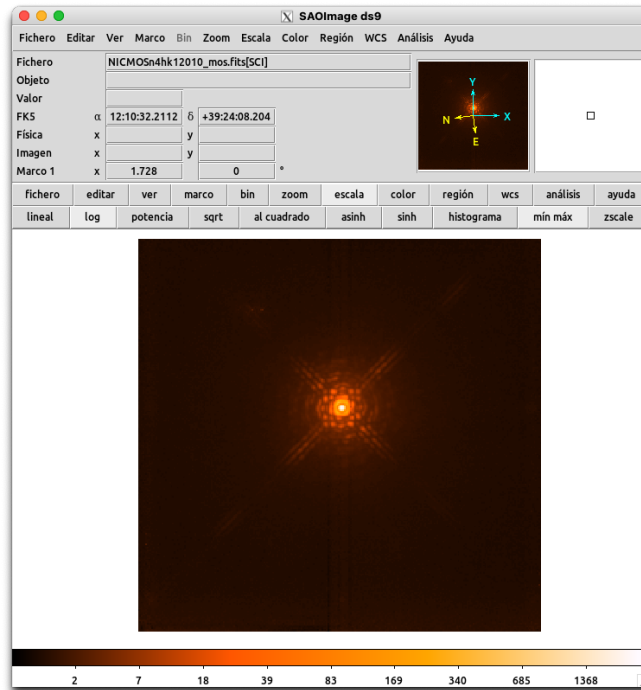 X SAOImage ds9
Fichero Editar Ver Marco Bin Zoom Escala Color Región WCS Análisis Ayuda
Fichero NICMOSn4hk12010_mos.fits[SCI]
Objeto
Valor
FK5 α 12:10:32.2112 δ +39:24:08.204
Física x y
Imagen x y
Marco 1 x 1.728 0 °
Y
X
N
E
fichero editar ver marco bin zoom escala color región wcs análisis ayuda
lineal log potencia sqrt al cuadrado asinh sinh histograma mín máx zscale
2 7 18 39 83 169 340 685 1368